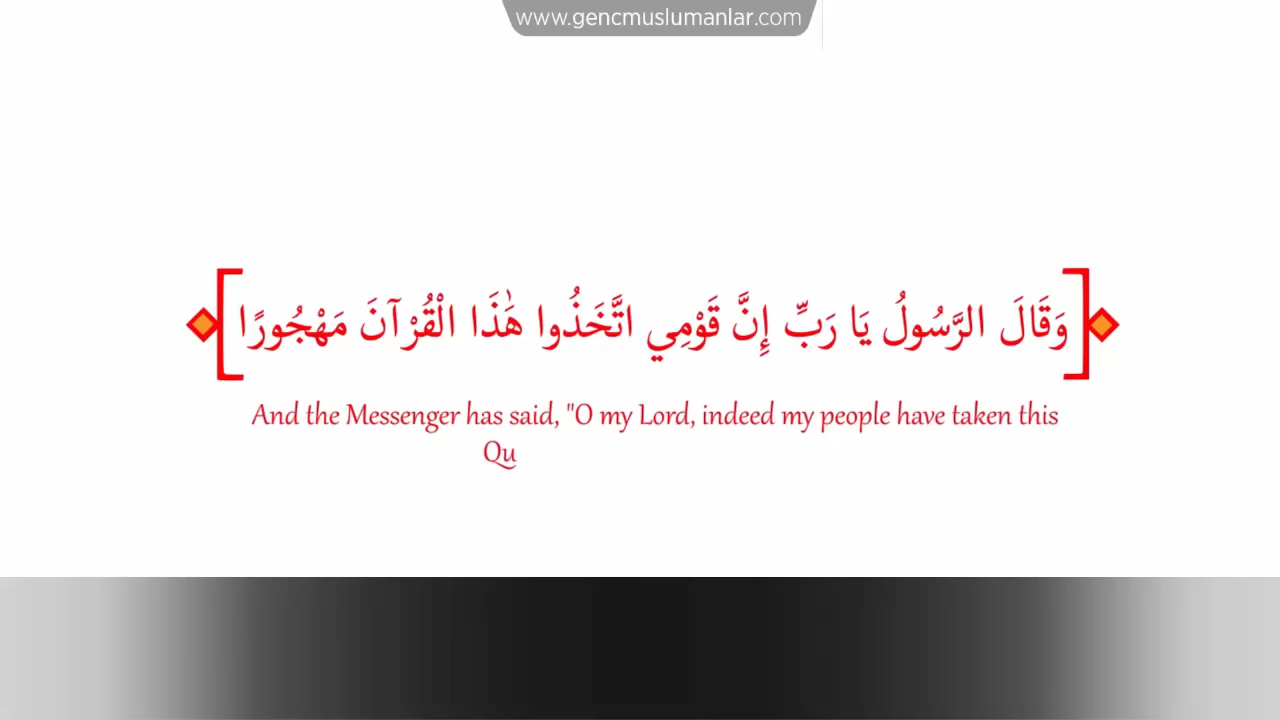 www.gencmuslumanlar.com
وَقَالَ الرَّسُولُ يَا رَبِّ إِنَّ قَوْمِي اتَّخَذُوا هَٰذَا الْقُرْآنَ مَهْجُورًا
And the Messenger has said, "O my Lord, indeed my people have taken this
Qu